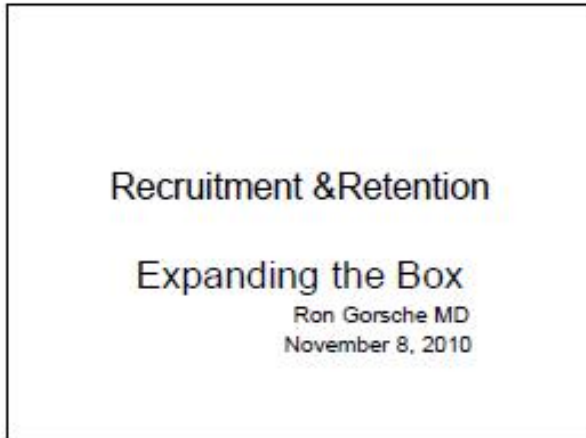 Recruitment &Retention
Expanding the Box
Ron Gorsche MD
November 8, 2010